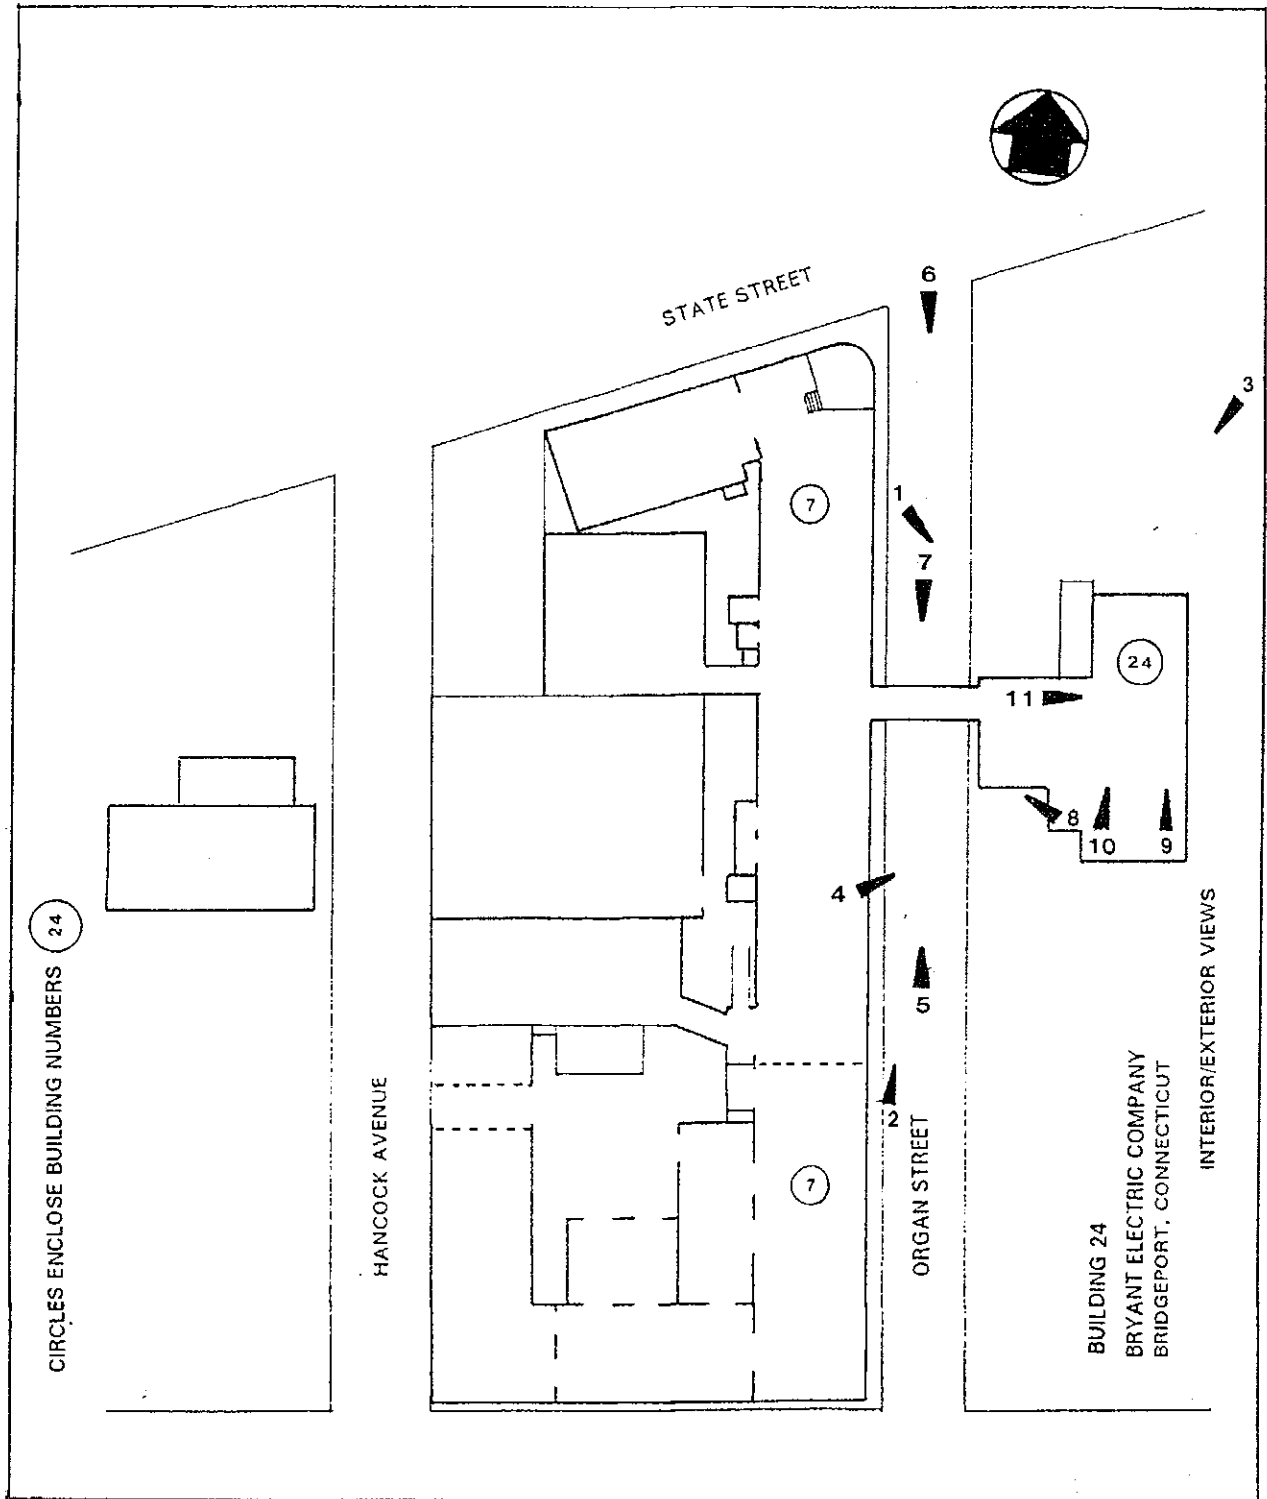 6
STATE STREET
3
1
7
7
24
11
8
10
9
4
5
2
7
CIRCLES ENCLOSE BUILDING NUMBERS 24
HANCOCK AVENUE
ORGAN STREET
BUILDING 24
BRYANT ELECTRIC COMPANY
BRIDGEPORT, CONNECTICUT
INTERIOR/EXTERIOR VIEWS